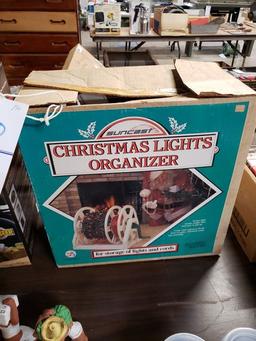 SUNCAST
CHRISTMAS LIGHTS
ORGANIZER
for storage of lights and cords